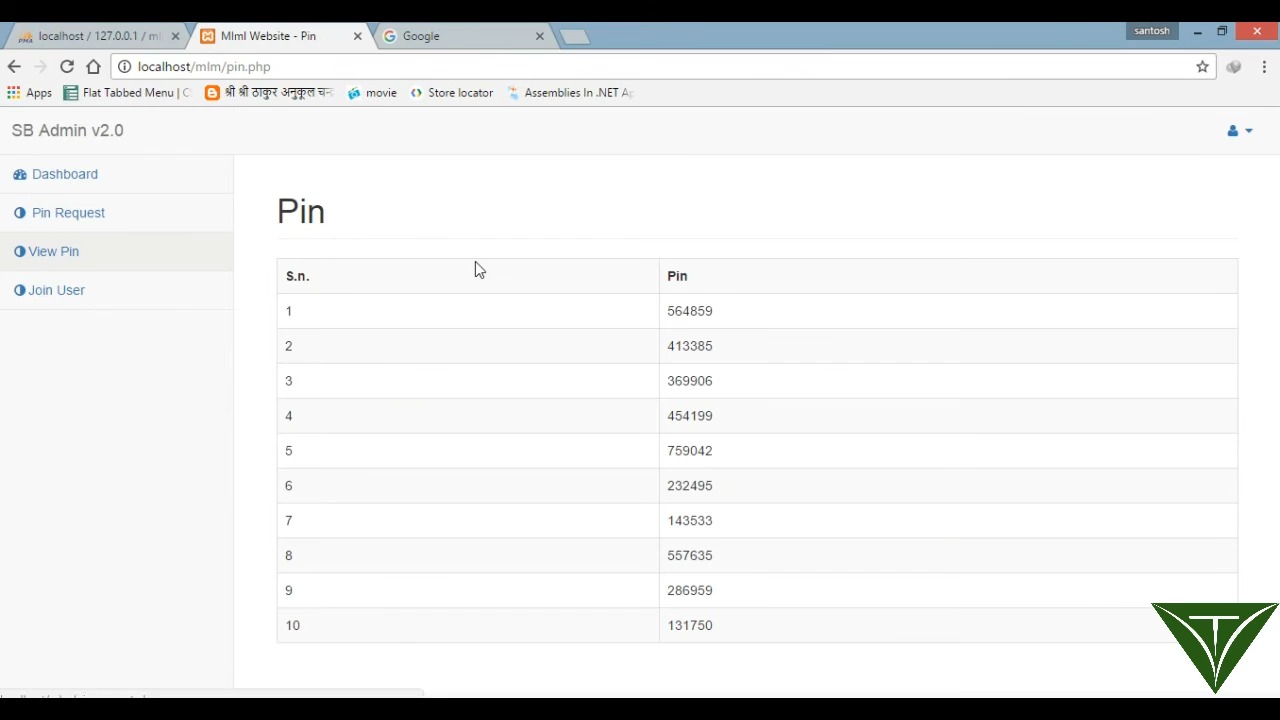 localhost / 127.0.0.1 / ml
Mlml Website - Pin
Google
santosh
localhost/mlm/pin.php
Apps
Flat Tabbed Menu | C
श्री श्री ठाकुर अनुकूल चन्
movie
Store locator
Assemblies In .NET Ap
SB Admin v2.0
Dashboard
Pin Request
View Pin
Join User
Pin
S.n. Pin
1 564859
2 413385
3 369906
4 454199
5 759042
6 232495
7 143533
8 557635
9 286959
10 131750